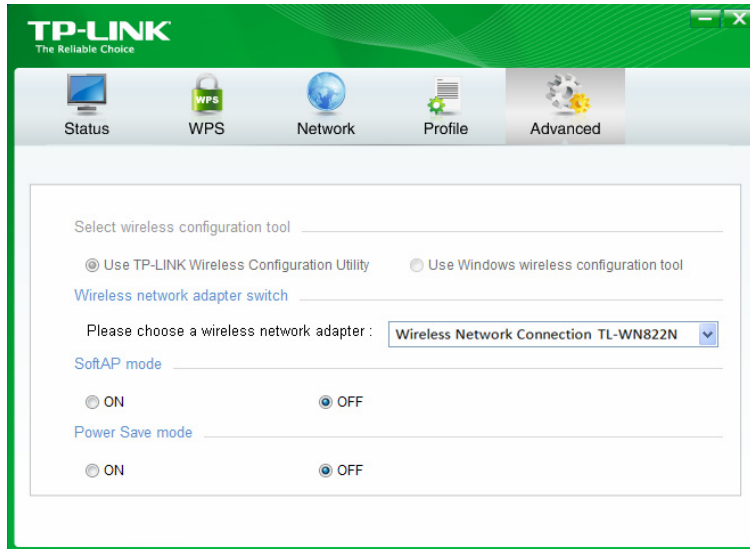 TP-LINK
The Reliable Choice
WPS
Status WPS Network Profile Advanced
Select wireless configuration tool
Use TP-LINK Wireless Configuration Utility Use Windows wireless configuration tool
Wireless network adapter switch
Please choose a wireless network adapter : Wireless Network Connection TL-WN822N
SoftAP mode
ON OFF
Power Save mode
ON OFF